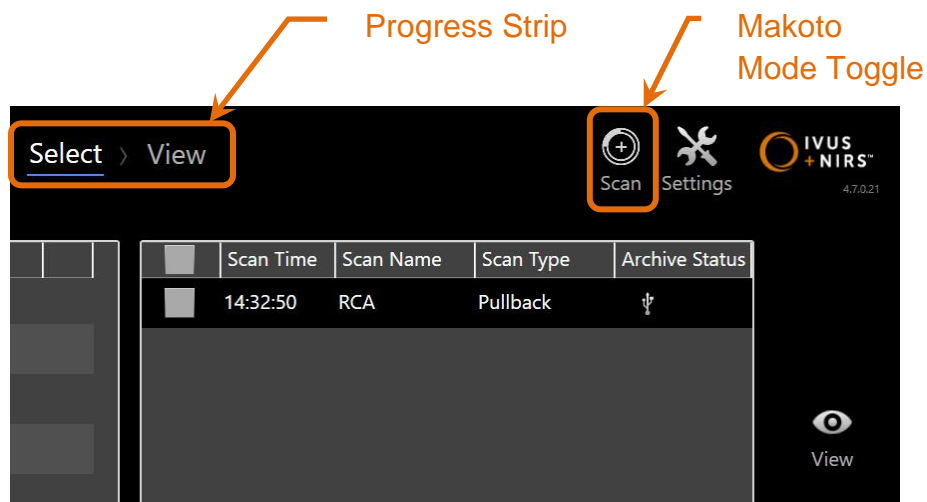 Progress Strip
Makoto
Mode Toggle
Select > View
Scan
Settings
IVUS
+NIRS™
4.7.0.21
Scan Time Scan Name Scan Type Archive Status
14:32:50 RCA Pullback
View